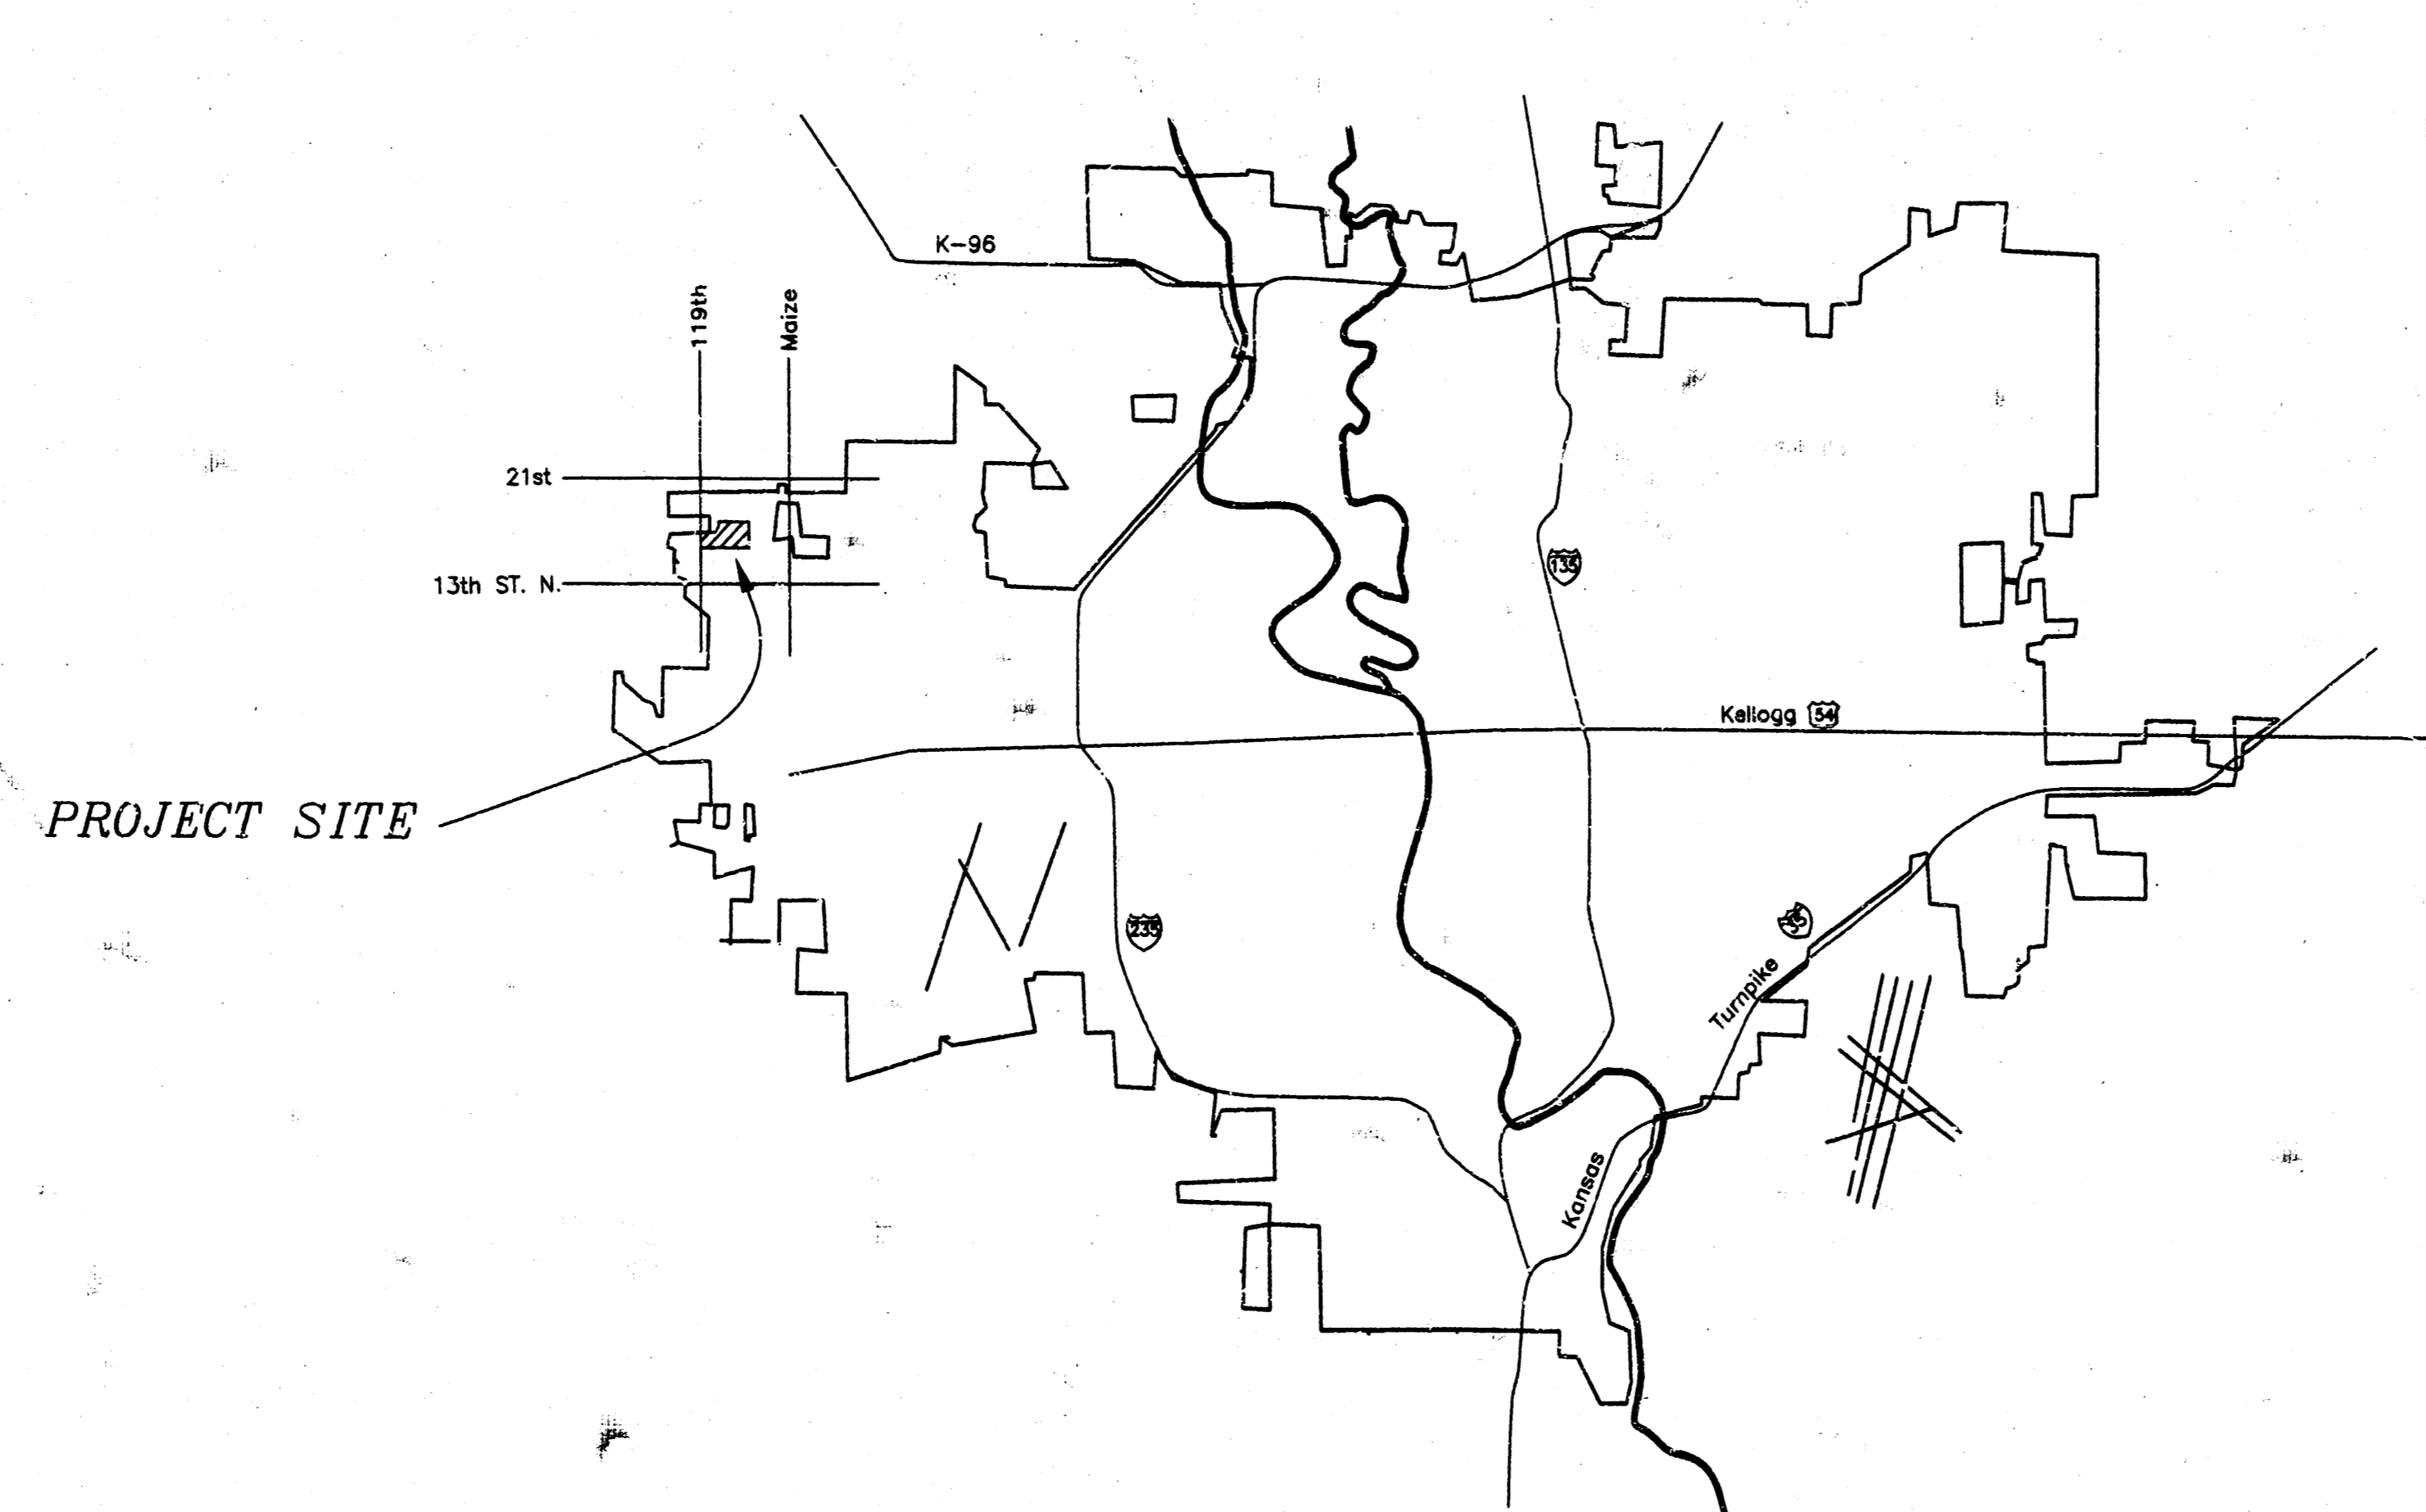 K-96
119th
Maize
21st
135
13th ST. N.
Kellogg 54
PROJECT SITE
235
35
Turnpike
Kansas